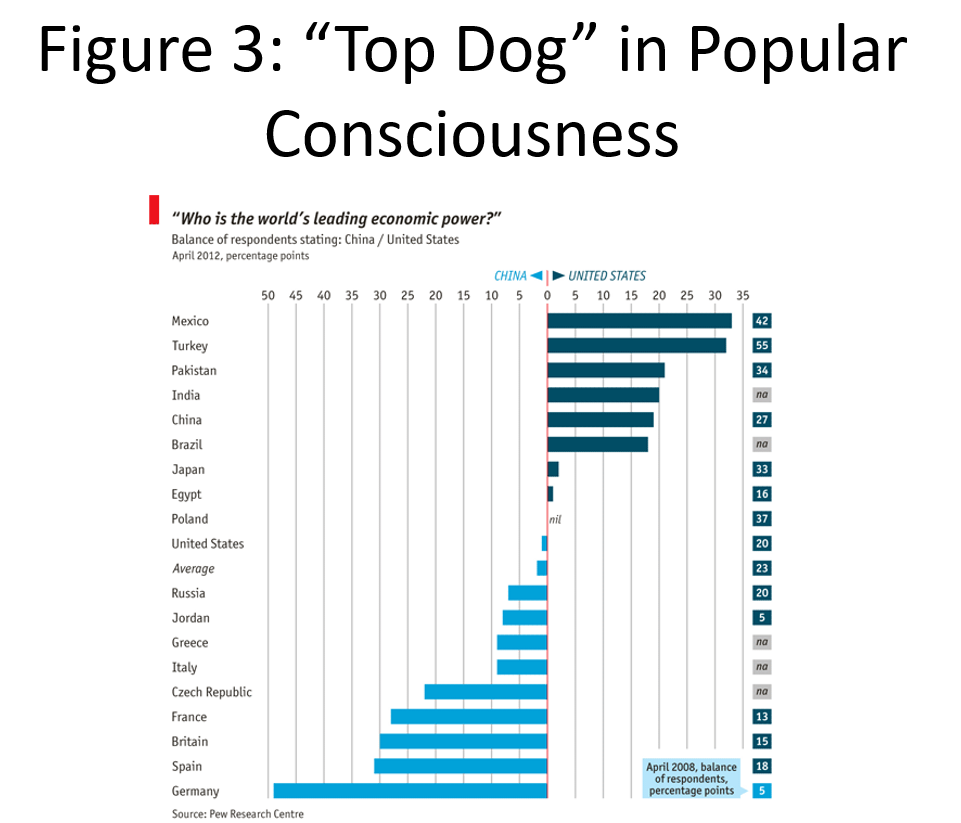 Figure 3: “Top Dog” in Popular
Consciousness
“Who is the world’s leading economic power?”
Balance of respondents stating: China / United States
April 2012, percentage points
CHINA ◄ ► UNITED STATES
50 45 40 35 30 25 20 15 10 5 0 5 10 15 20 25 30 35
Mexico 42
Turkey 55
Pakistan 34
India na
China 27
Brazil na
Japan 33
Egypt 16
Poland nil 37
United States 20
Average 23
Russia 20
Jordan 5
Greece na
Italy na
Czech Republic na
France 13
Britain 15
Spain 18
Germany 5
April 2008, balance
of respondents,
percentage points
Source: Pew Research Centre